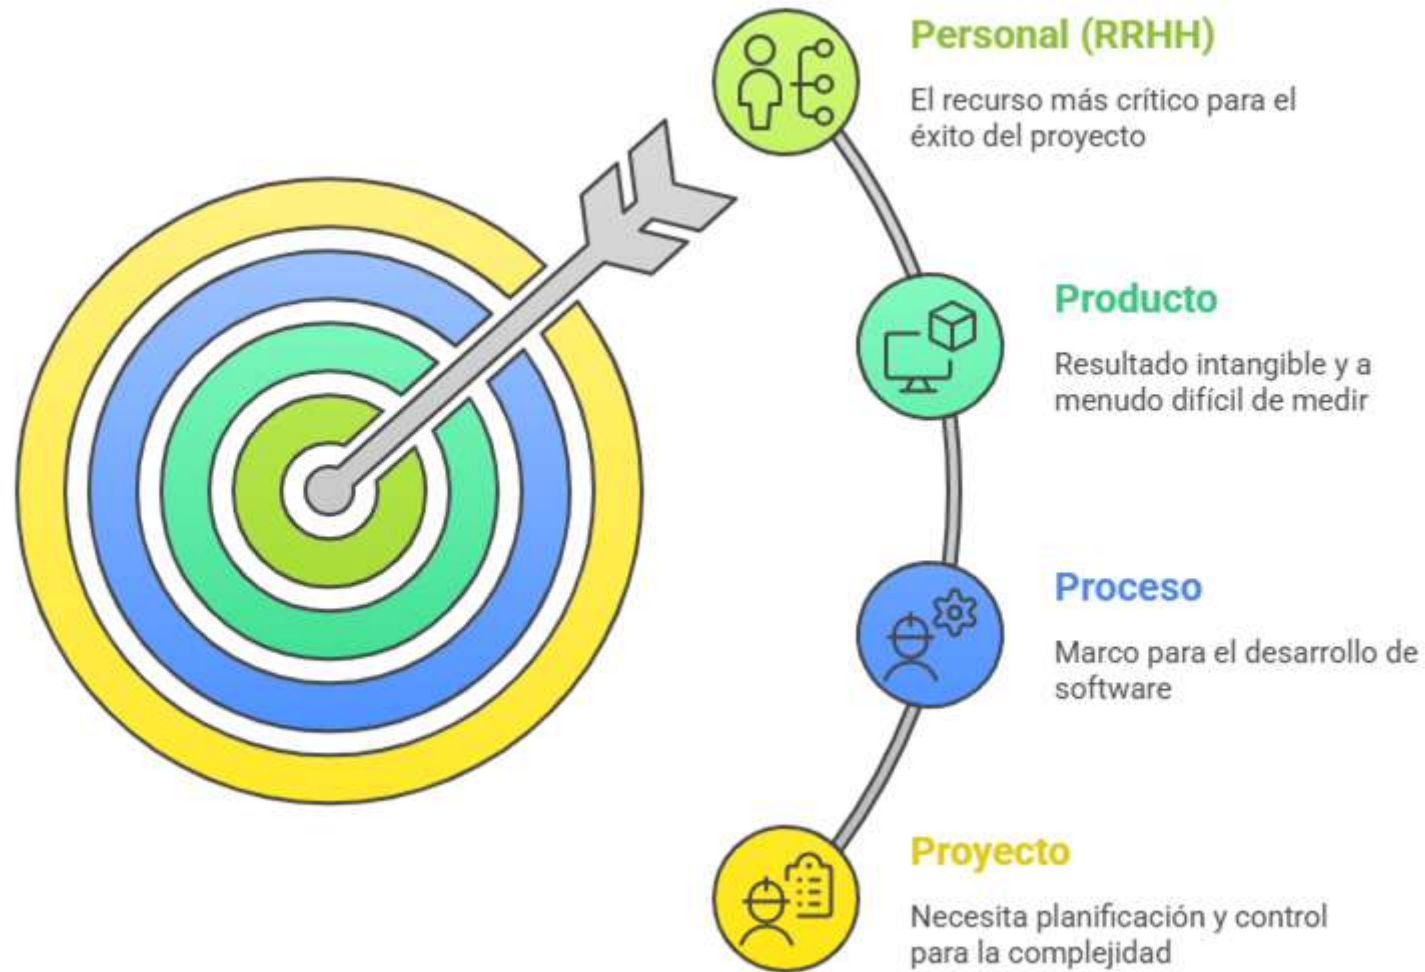 Personal (RRHH)
El recurso más crítico para el
éxito del proyecto
Producto
Resultado intangible y a
menudo difícil de medir
Proceso
Marco para el desarrollo de
software
Proyecto
Necesita planificación y control
para la complejidad